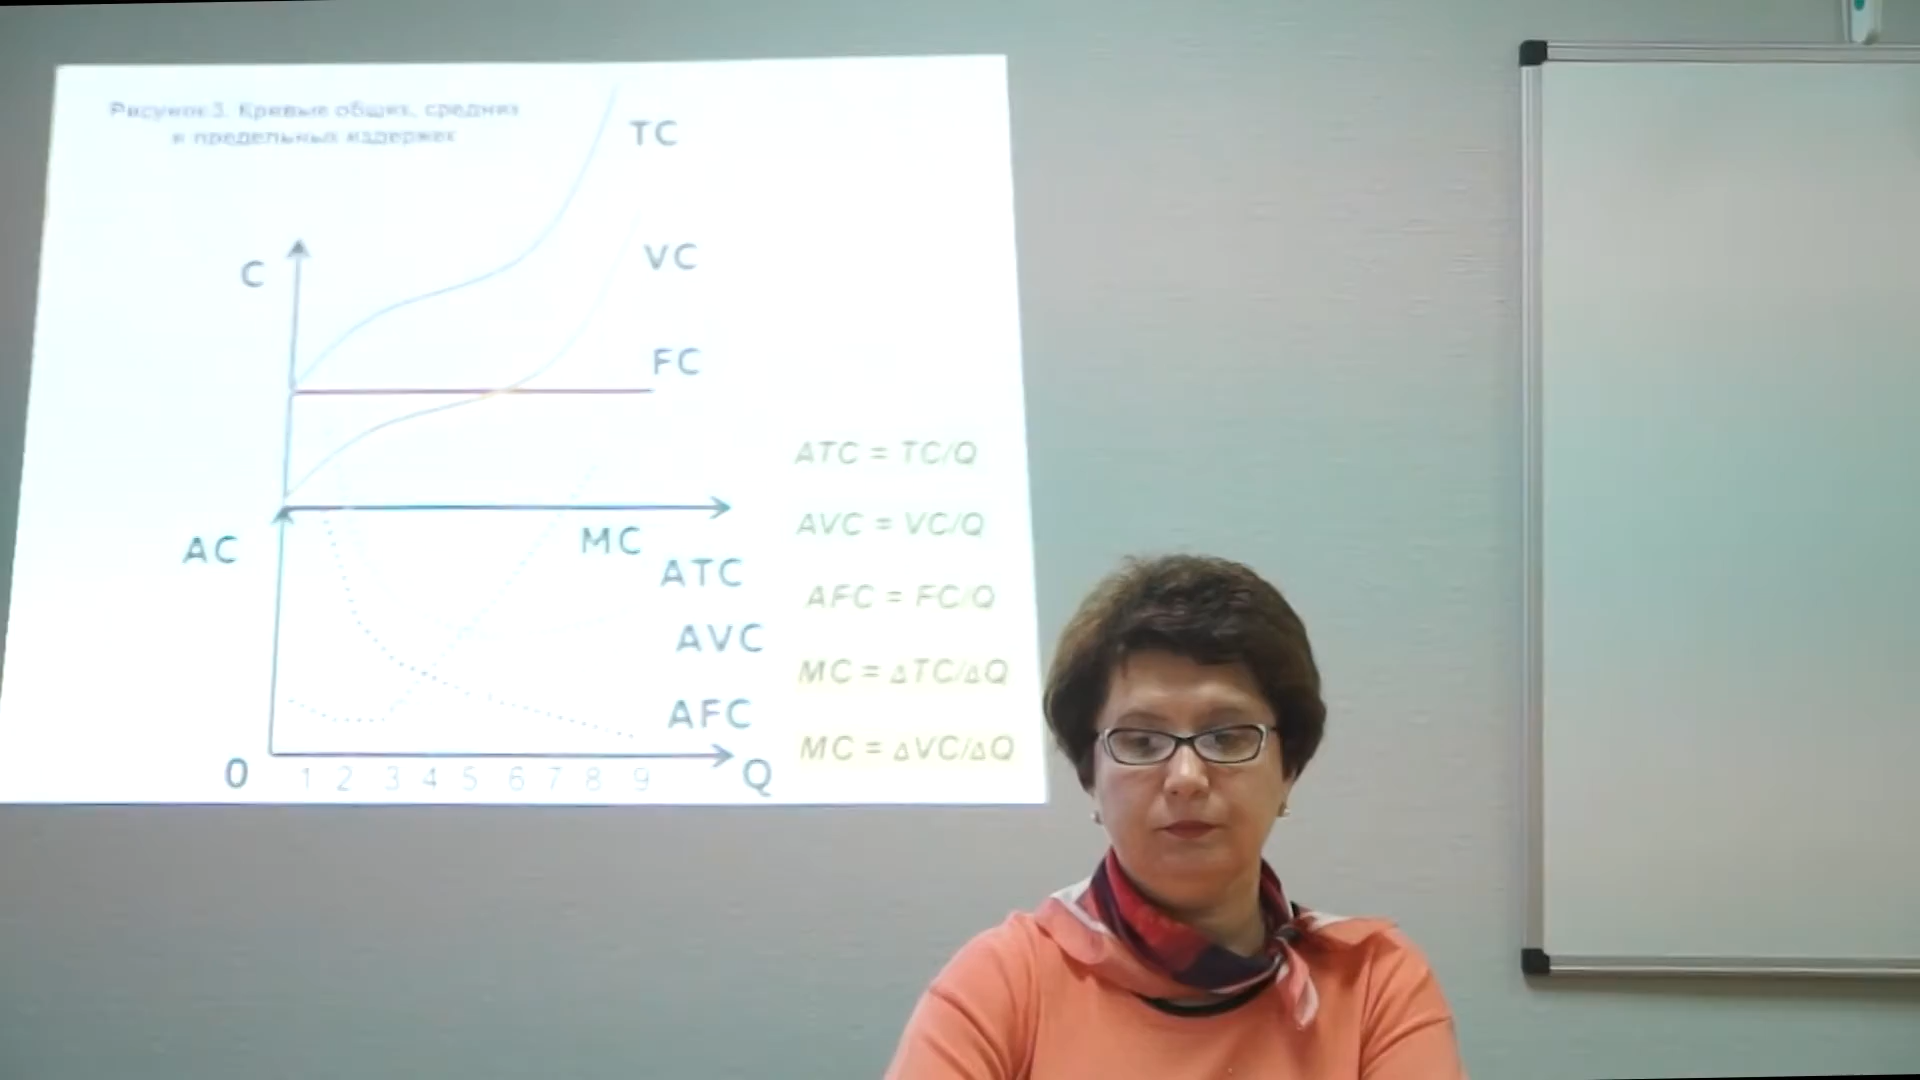 Рисунок 3. Кривые общих, средних
и предельных издержек
TC
C
VC
FC
ATC = TC/Q
AVC = VC/Q
AC
MC
ATC
AFC = FC/Q
AVC
MC = ΔTC/ΔQ
AFC
MC = ΔVC/ΔQ
0 1 2 3 4 5 6 7 8 9 Q